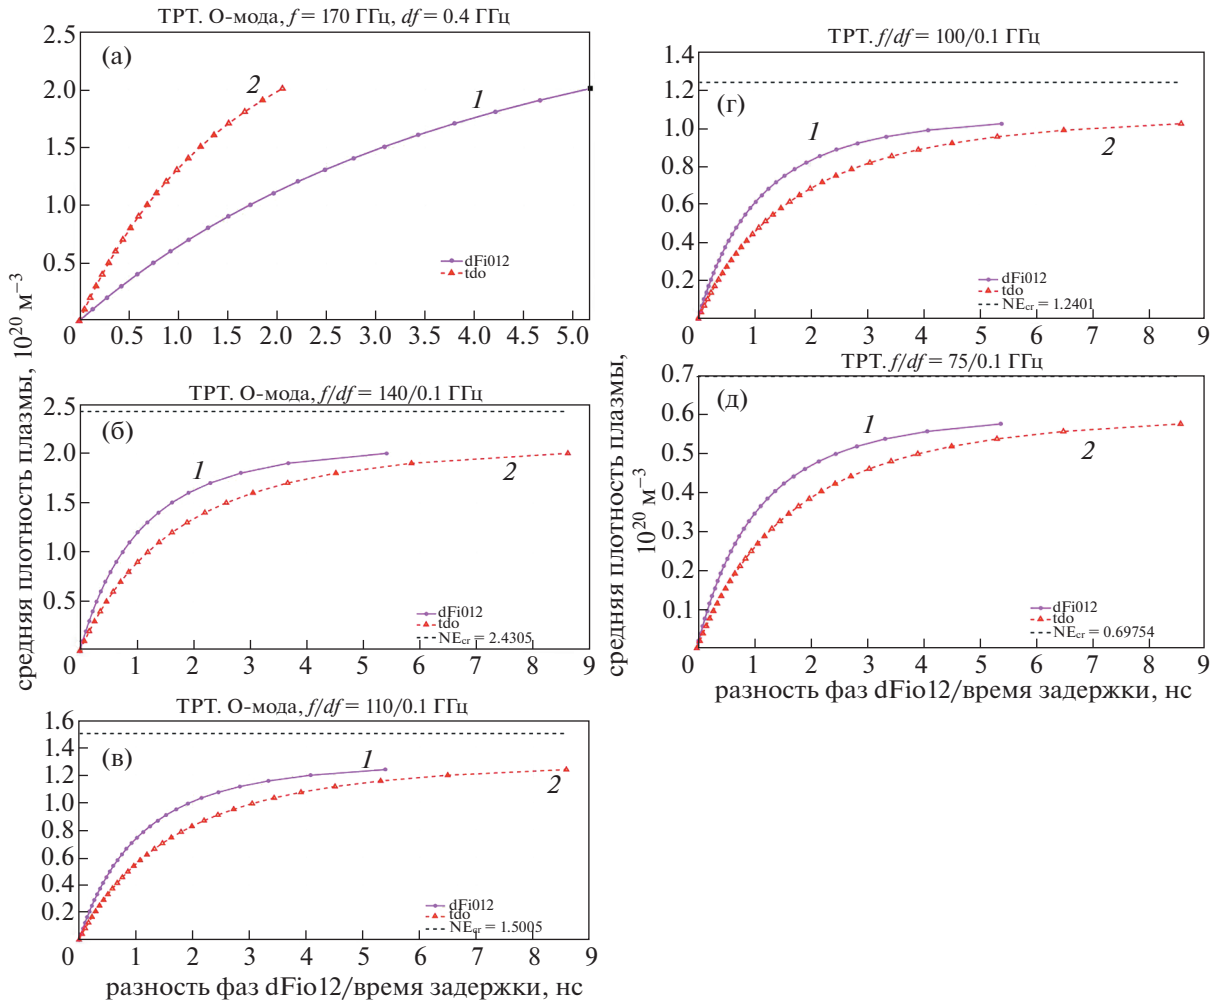 ТРТ. О-мода, f = 170 ГГц, df = 0.4 ГГц
(а)
2.5
2.0
1.5
1.0
0.5
0
2
1
dFi012
tdo
0.5 1.0 1.5 2.0 2.5 3.0 3.5 4.0 4.5 5.0
ТРТ. О-мода, f/df = 140/0.1 ГГц
(б)
2.5
2.0
1.5
1.0
0.5
0
1
2
dFi012
tdo
NEcr = 2.4305
1 2 3 4 5 6 7 8 9
ТРТ. О-мода, f/df = 110/0.1 ГГц
(в)
1.6
1.4
1.2
1.0
0.8
0.6
0.4
0.2
0
1
2
dFi012
tdo
NEcr = 1.5005
1 2 3 4 5 6 7 8 9
разность фаз dFio12/время задержки, нс
средняя плотность плазмы, 10^20 м^−3
ТРТ. f/df = 100/0.1 ГГц
(г)
1.4
1.2
1.0
0.8
0.6
0.4
0.2
0
1
2
dFi012
tdo
NEcr = 1.2401
1 2 3 4 5 6 7 8 9
ТРТ. f/df = 75/0.1 ГГц
(д)
0.7
0.6
0.5
0.4
0.3
0.2
0.1
0
1
2
dFi012
tdo
NEcr = 0.69754
1 2 3 4 5 6 7 8 9
разность фаз dFio12/время задержки, нс
средняя плотность плазмы,
10^20 м^−3